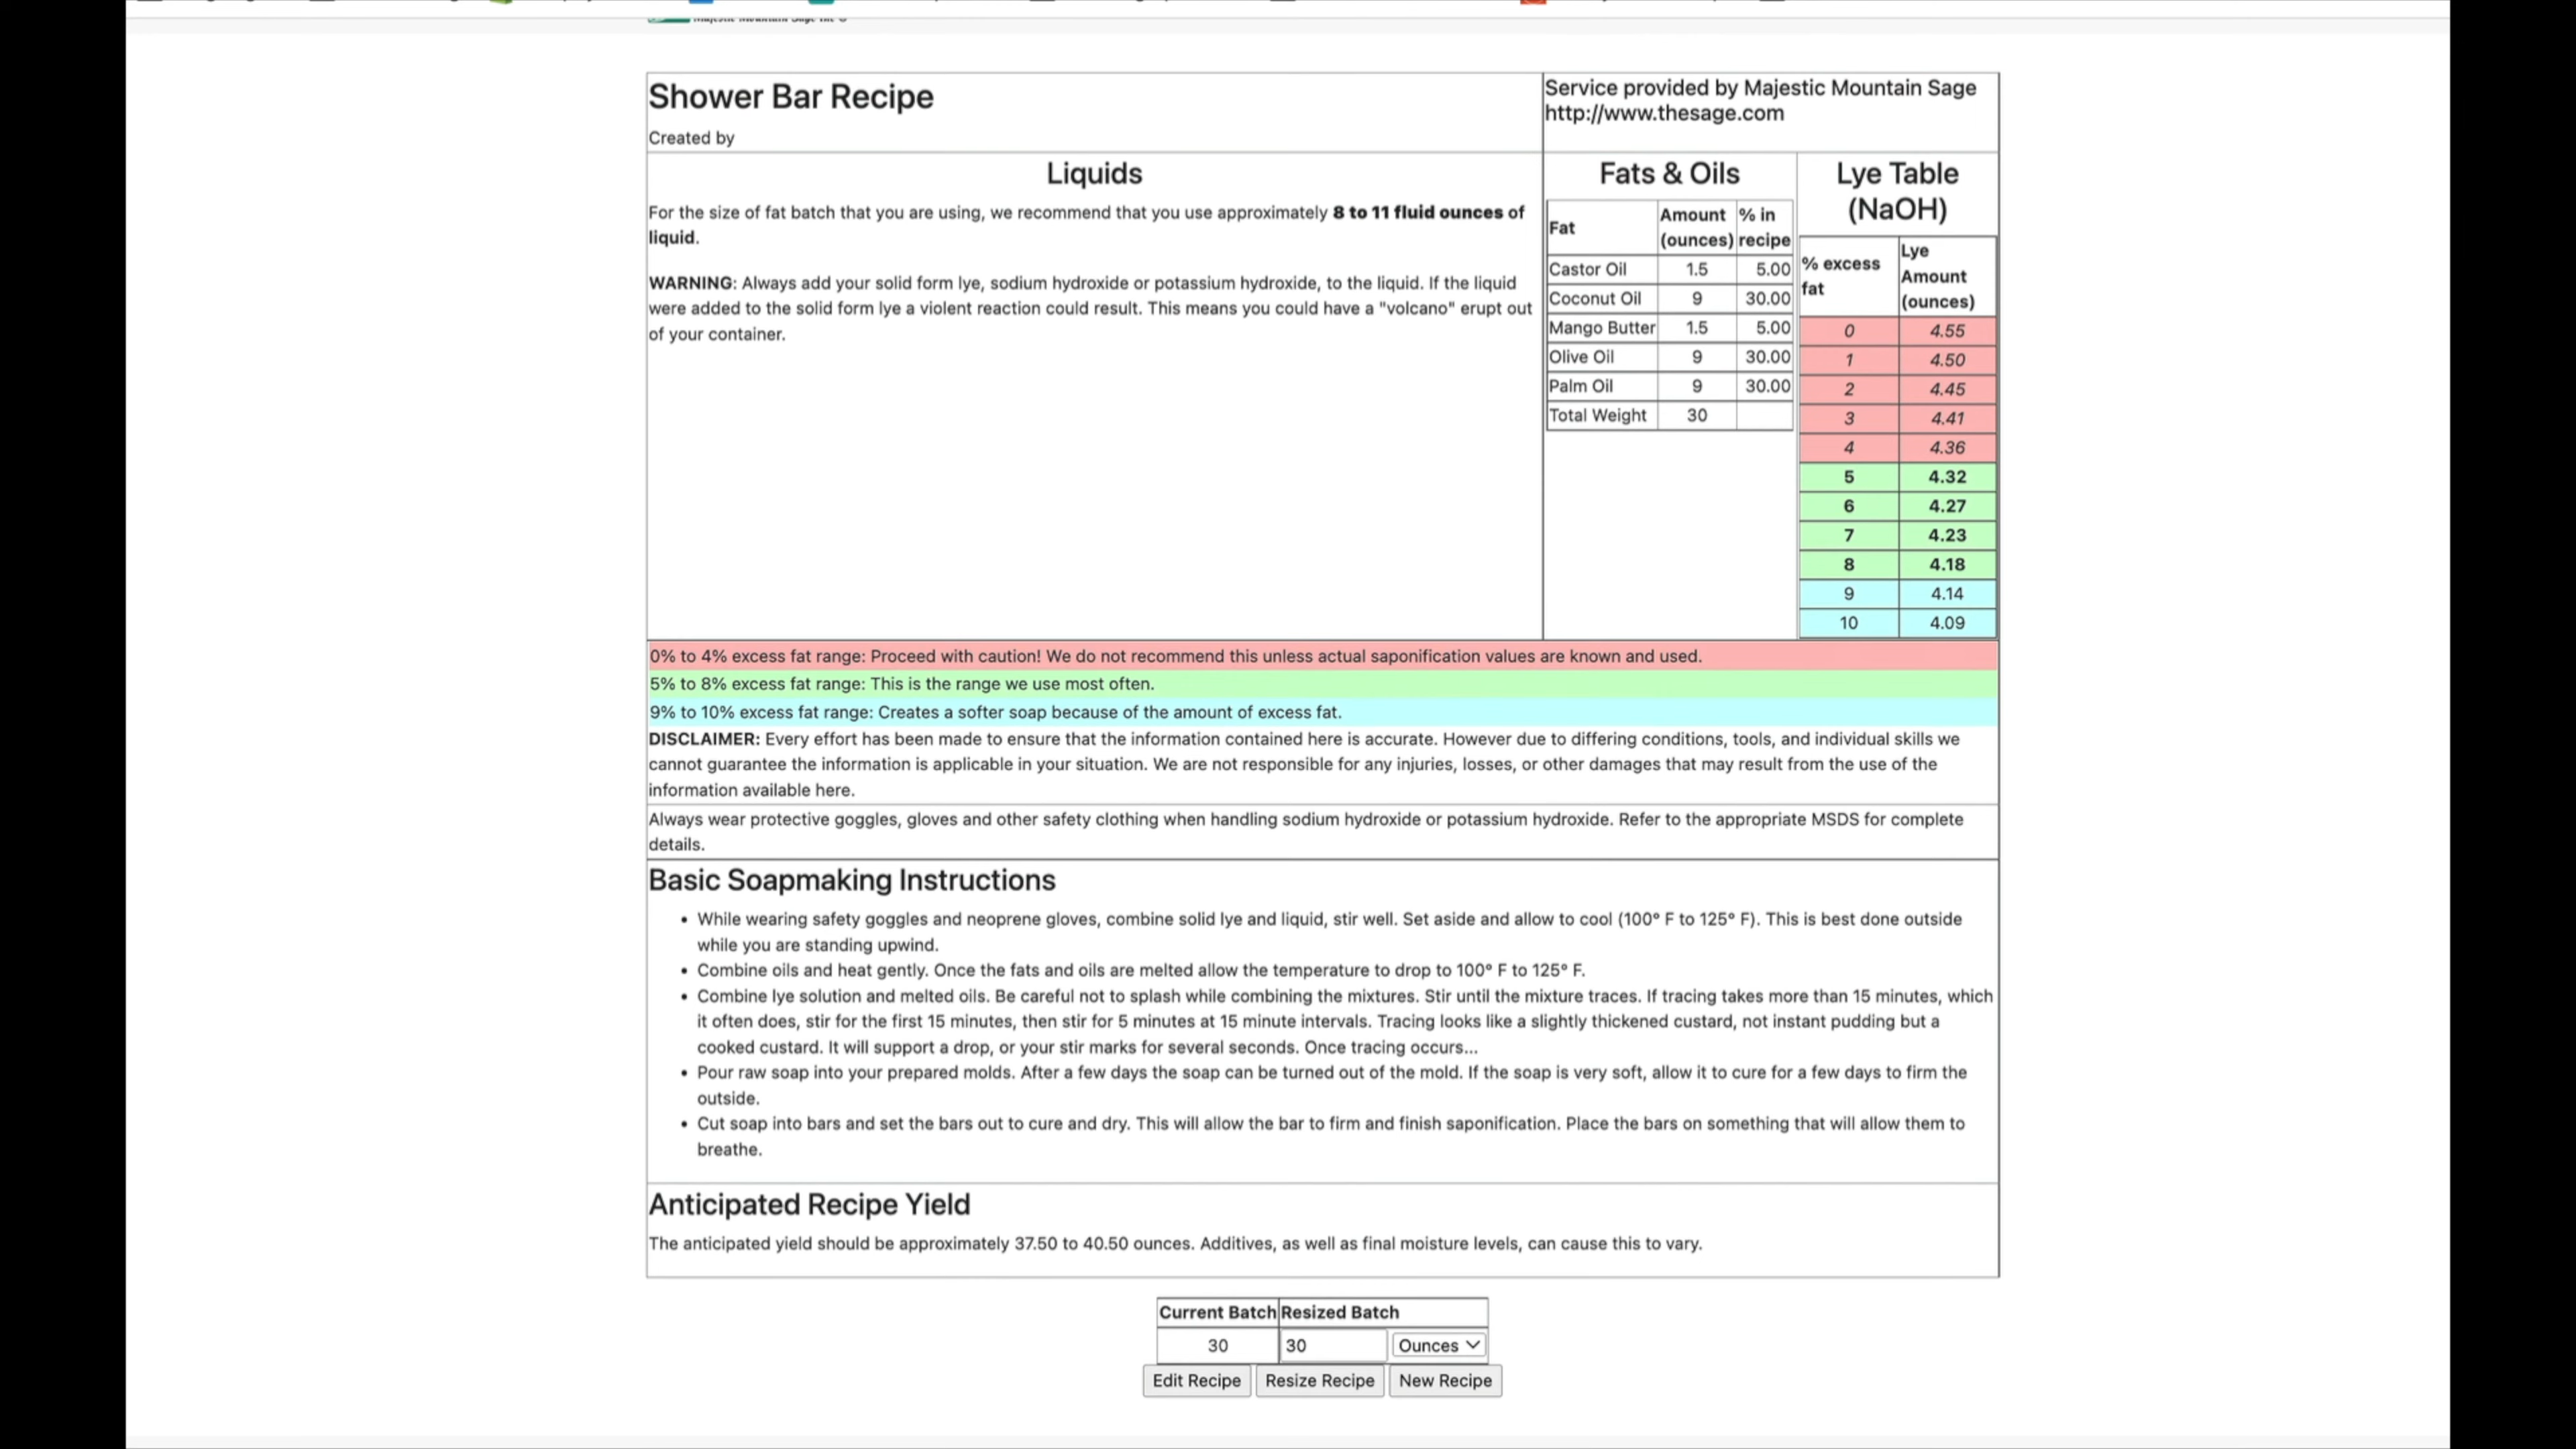 Majestic Mountain Sage
Shower Bar Recipe
Created by
Service provided by Majestic Mountain Sage
http://www.thesage.com
Liquids
For the size of fat batch that you are using, we recommend that you use approximately 8 to 11 fluid ounces of
liquid.
WARNING: Always add your solid form lye, sodium hydroxide or potassium hydroxide, to the liquid. If the liquid
were added to the solid form lye a violent reaction could result. This means you could have a "volcano" erupt out
of your container.
Fats & Oils
Fat Amount (ounces) % in recipe
Castor Oil 1.5 5.00
Coconut Oil 9 30.00
Mango Butter 1.5 5.00
Olive Oil 9 30.00
Palm Oil 9 30.00
Total Weight 30
Lye Table
(NaOH)
% excess fat Lye Amount (ounces)
0 4.55
1 4.50
2 4.45
3 4.41
4 4.36
5 4.32
6 4.27
7 4.23
8 4.18
9 4.14
10 4.09
0% to 4% excess fat range: Proceed with caution! We do not recommend this unless actual saponification values are known and used.
5% to 8% excess fat range: This is the range we use most often.
9% to 10% excess fat range: Creates a softer soap because of the amount of excess fat.
DISCLAIMER: Every effort has been made to ensure that the information contained here is accurate. However due to differing conditions, tools, and individual skills we
cannot guarantee the information is applicable in your situation. We are not responsible for any injuries, losses, or other damages that may result from the use of the
information available here.
Always wear protective goggles, gloves and other safety clothing when handling sodium hydroxide or potassium hydroxide. Refer to the appropriate MSDS for complete
details.
Basic Soapmaking Instructions
• While wearing safety goggles and neoprene gloves, combine solid lye and liquid, stir well. Set aside and allow to cool (100° F to 125° F). This is best done outside
while you are standing upwind.
• Combine oils and heat gently. Once the fats and oils are melted allow the temperature to drop to 100° F to 125° F.
• Combine lye solution and melted oils. Be careful not to splash while combining the mixtures. Stir until the mixture traces. If tracing takes more than 15 minutes, which
it often does, stir for the first 15 minutes, then stir for 5 minutes at 15 minute intervals. Tracing looks like a slightly thickened custard, not instant pudding but a
cooked custard. It will support a drop, or your stir marks for several seconds. Once tracing occurs...
• Pour raw soap into your prepared molds. After a few days the soap can be turned out of the mold. If the soap is very soft, allow it to cure for a few days to firm the
outside.
• Cut soap into bars and set the bars out to cure and dry. This will allow the bar to firm and finish saponification. Place the bars on something that will allow them to
breathe.
Anticipated Recipe Yield
The anticipated yield should be approximately 37.50 to 40.50 ounces. Additives, as well as final moisture levels, can cause this to vary.
Current Batch Resized Batch
30 30 Ounces
Edit Recipe Resize Recipe New Recipe